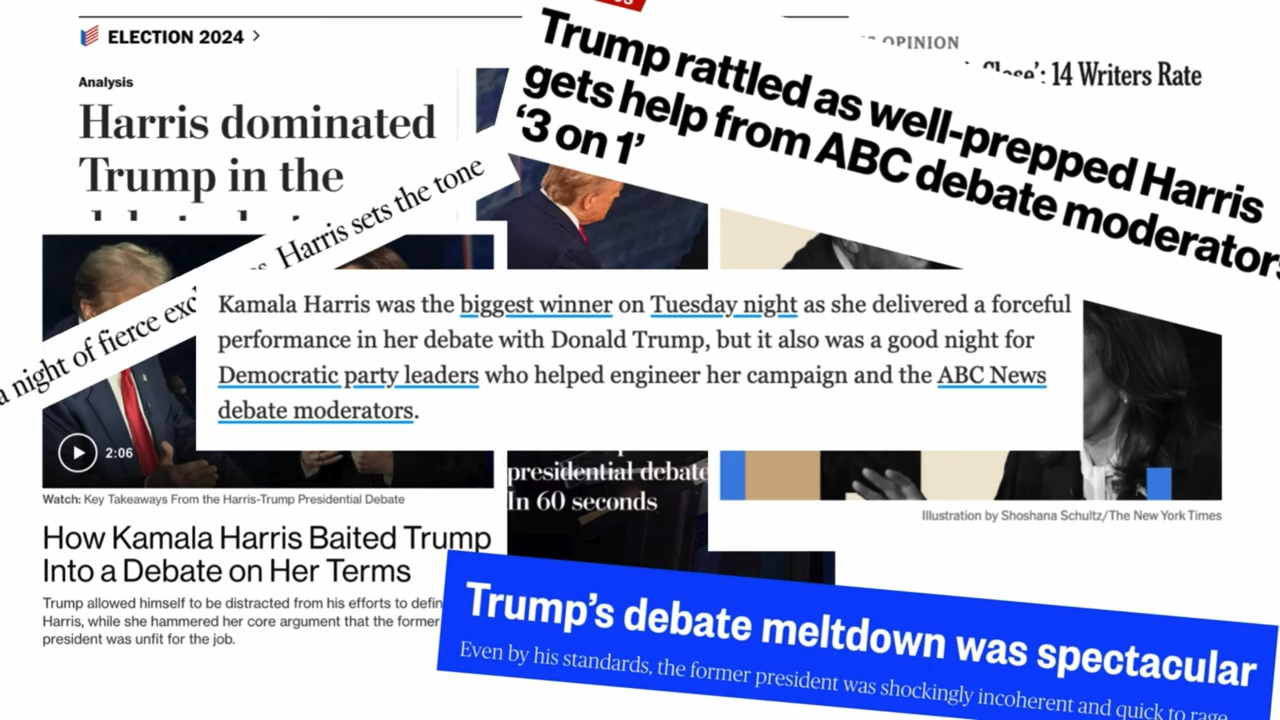 ELECTION 2024 >
Analysis
Harris dominated
Trump in the
OPINION
Close’: 14 Writers Rate
Trump rattled as well-prepped Harris
gets help from ABC debate moderators
‘3 on 1’
a night of fierce exc
Harris sets the tone
Kamala Harris was the biggest winner on Tuesday night as she delivered a forceful
performance in her debate with Donald Trump, but it also was a good night for
Democratic party leaders who helped engineer her campaign and the ABC News
debate moderators.
2:06
Watch: Key Takeaways From the Harris-Trump Presidential Debate
How Kamala Harris Baited Trump
Into a Debate on Her Terms
Trump allowed himself to be distracted from his efforts to defin
Harris, while she hammered her core argument that the former
president was unfit for the job.
presidential debate
In 60 seconds
Illustration by Shoshana Schultz/The New York Times
Trump’s debate meltdown was spectacular
Even by his standards, the former president was shockingly incoherent and quick to rage